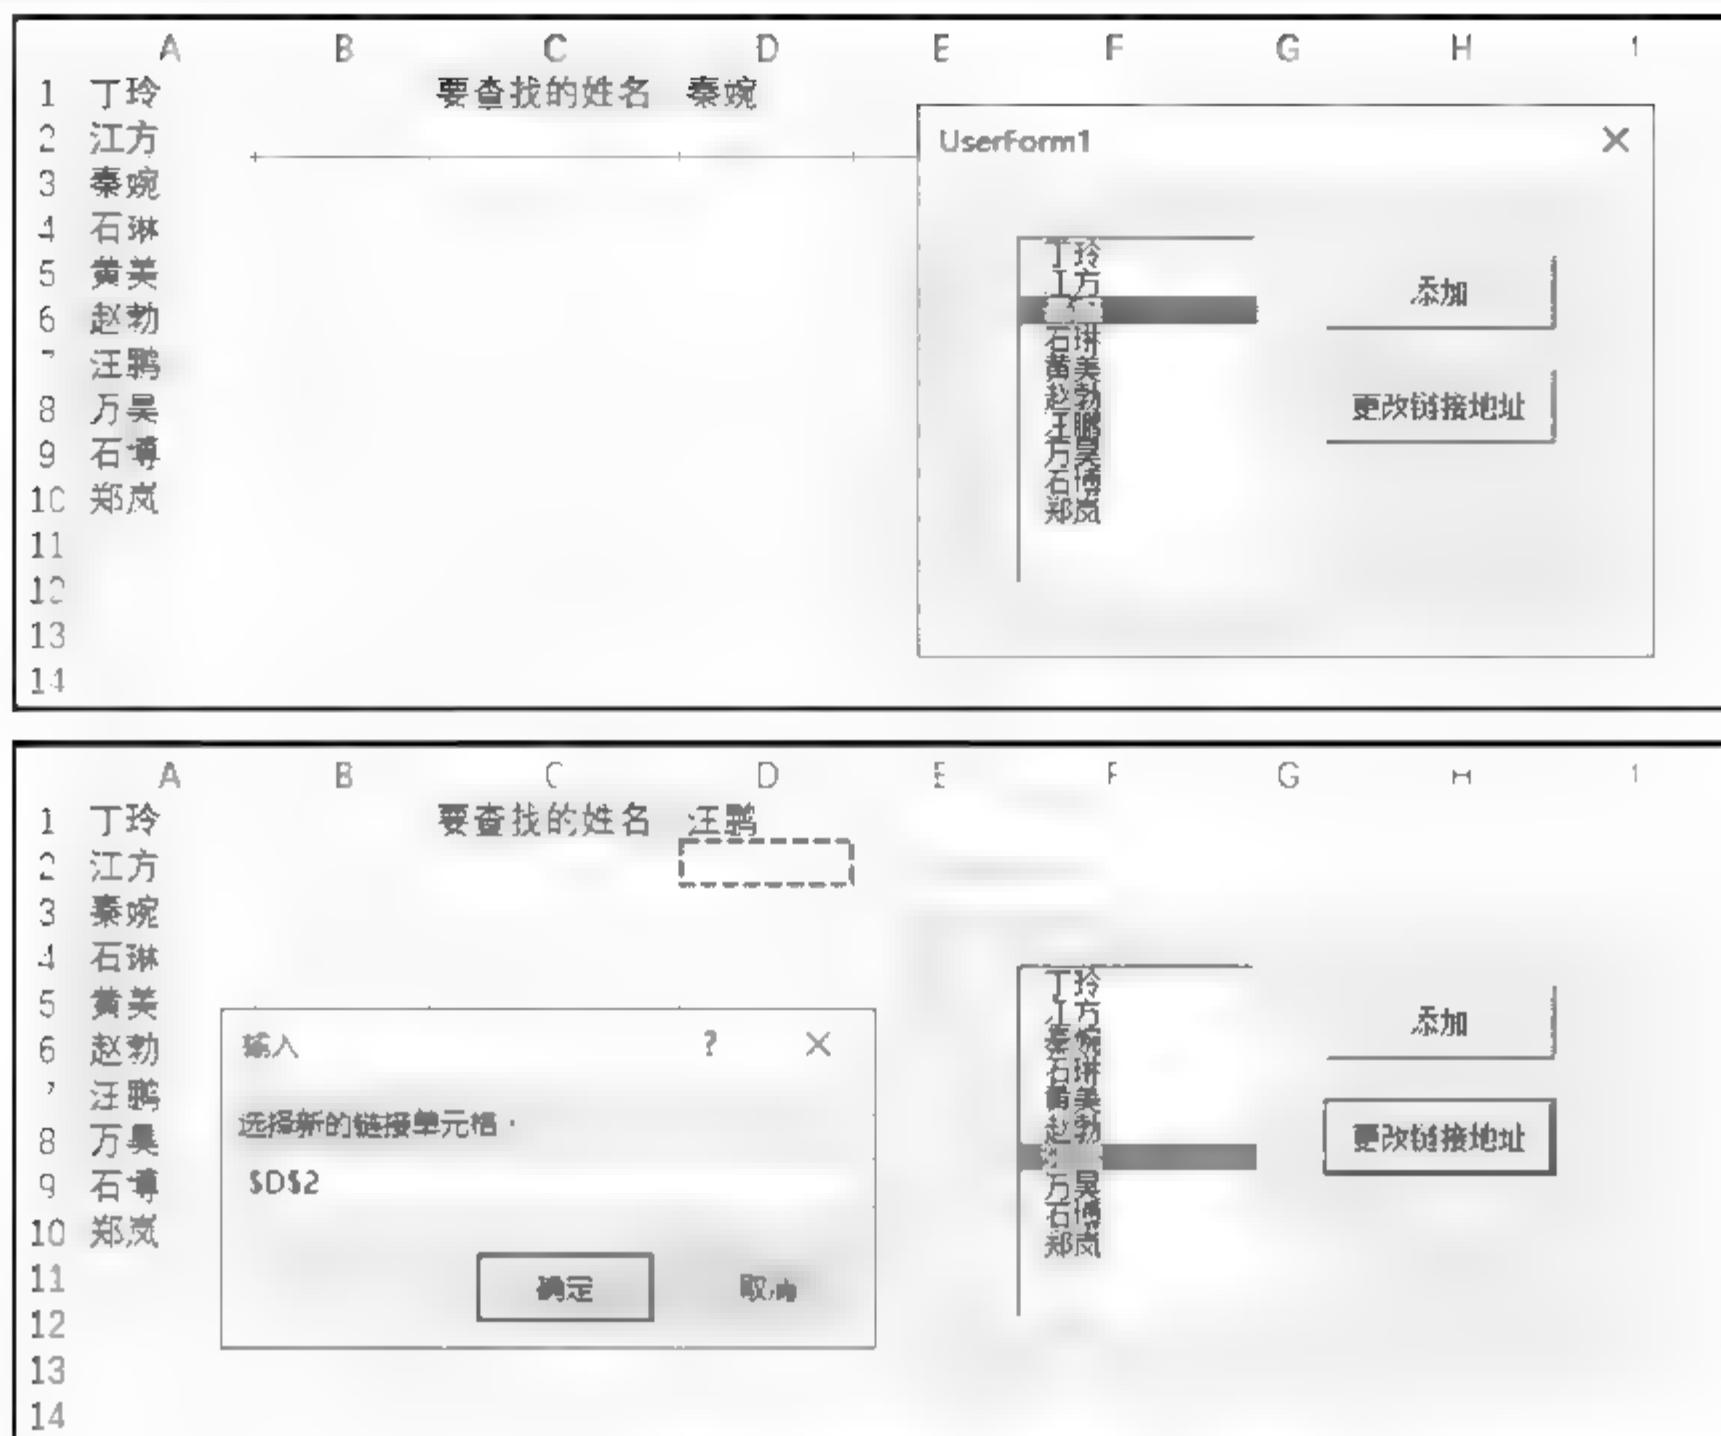 A B C D E F G H 1
1 丁玲 要查找的姓名 秦婉
2 江方
3 秦婉
4 石琳
5 黄美
6 赵勃
汪鹏
8 万昊
9 石博
10 郑岚
11
12
13
14
UserForm1
丁玲
江方
石琳
黄美
赵勃
汪鹏
万昊
石博
郑岚
添加
更改链接地址
A B C D E F G H 1
1 丁玲 要查找的姓名 汪鹏
2 江方
3 秦婉
4 石琳
5 黄美
6 赵勃
7 汪鹏
8 万昊
9 石博
10 郑岚
11
12
13
14
输入 ?
选择新的链接单元格:
$D$2
确定 取消
丁玲
江方
秦婉
石琳
黄美
赵勃
万昊
石博
郑岚
添加
更改链接地址